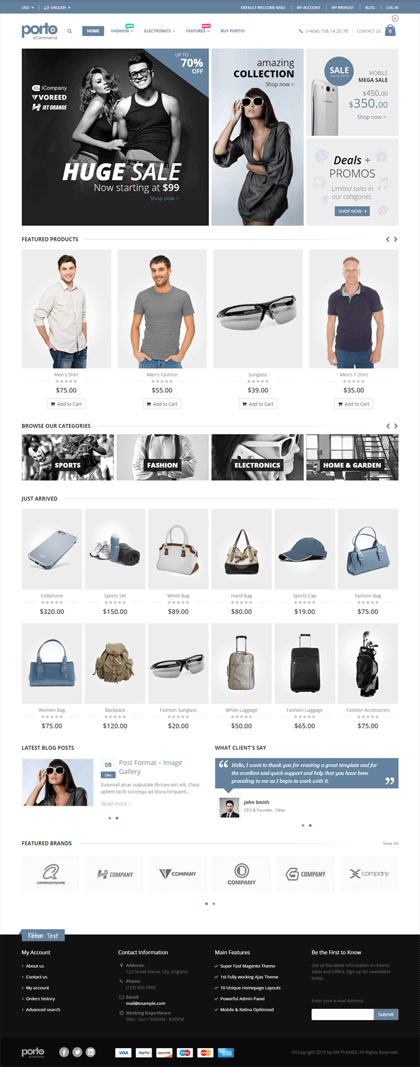 USD
ENGLISH
DEFAULT WELCOME MSG!
MY ACCOUNT
MY WISHLIST
BLOG
LOG IN
porto
eCommerce
HOME
FASHION
ELECTRONICS
FEATURES
BUY PORTO!
(+404) 158 14 25 78
CONTACT US
0
iCompany
VOREED
JET GRANGE
UP TO
70%
OFF
HUGE SALE
Now starting at $99
Shop now >
amazing
COLLECTION
Shop now >
SALE
MOBILE
MEGA SALE
$450.00
$350.00
Shop now >
Deals +
PROMOS
Limited sales in
our categories
SHOP NOW
FEATURED PRODUCTS
Men's Shirt
$75.00
Add to Cart
Men's Fashion
$55.00
Add to Cart
Sunglass
$39.00
Add to Cart
Men's T-Shirt
$35.00
Add to Cart
BROWSE OUR CATEGORIES
SPORTS
FASHION
ELECTRONICS
HOME & GARDEN
JUST ARRIVED
Cellphone
$320.00
Sports Set
$150.00
White Bag
$89.00
Hand Bag
$80.00
Sports Cap
$19.00
Fashion Bag
$75.00
Women Bag
$75.00
Backpack
$120.00
Fashion Sunglass
$20.00
White Luggage
$50.00
Fashion Luggage
$65.00
Fashion Accesories
$75.00
LATEST BLOG POSTS
08
Dec
Post Format – Image
Gallery
Euismod atras vulputate iltricies etri elit. Class
aptent taciti sociosqu ad litora torquent...
Read more >
WHAT CLIENT'S SAY
Hello, I want to thank you for creating a great template and for
the excellent and quick support and help that you have been
providing to me as I begin to work with it.
John Smith
CEO & Founder - Okler
FEATURED BRANDS
View All
COMPANYNAME
COMPANY
COMPANY
COMPANY
COMPANY
company
Ribbon Text
My Account
About us
Contact us
My account
Orders history
Advanced search
Contact Information
Address:
123 Street Name, City, England
Phone:
(123) 456-7890
Email:
mail@example.com
Working Days/Hours:
Mon - Sun / 9:00AM - 8:00PM
Main Features
Super Fast Magento Theme
1st Fully working Ajax Theme
10 Unique Homepage Layouts
Powerful Admin Panel
Mobile & Retina Optimized
Be the First to Know
Get all the latest information on Events,
Sales and Offers. Sign up for newsletter
today.
Enter your e-mail Address
Submit
porto
eCommerce
VISA
PayPal